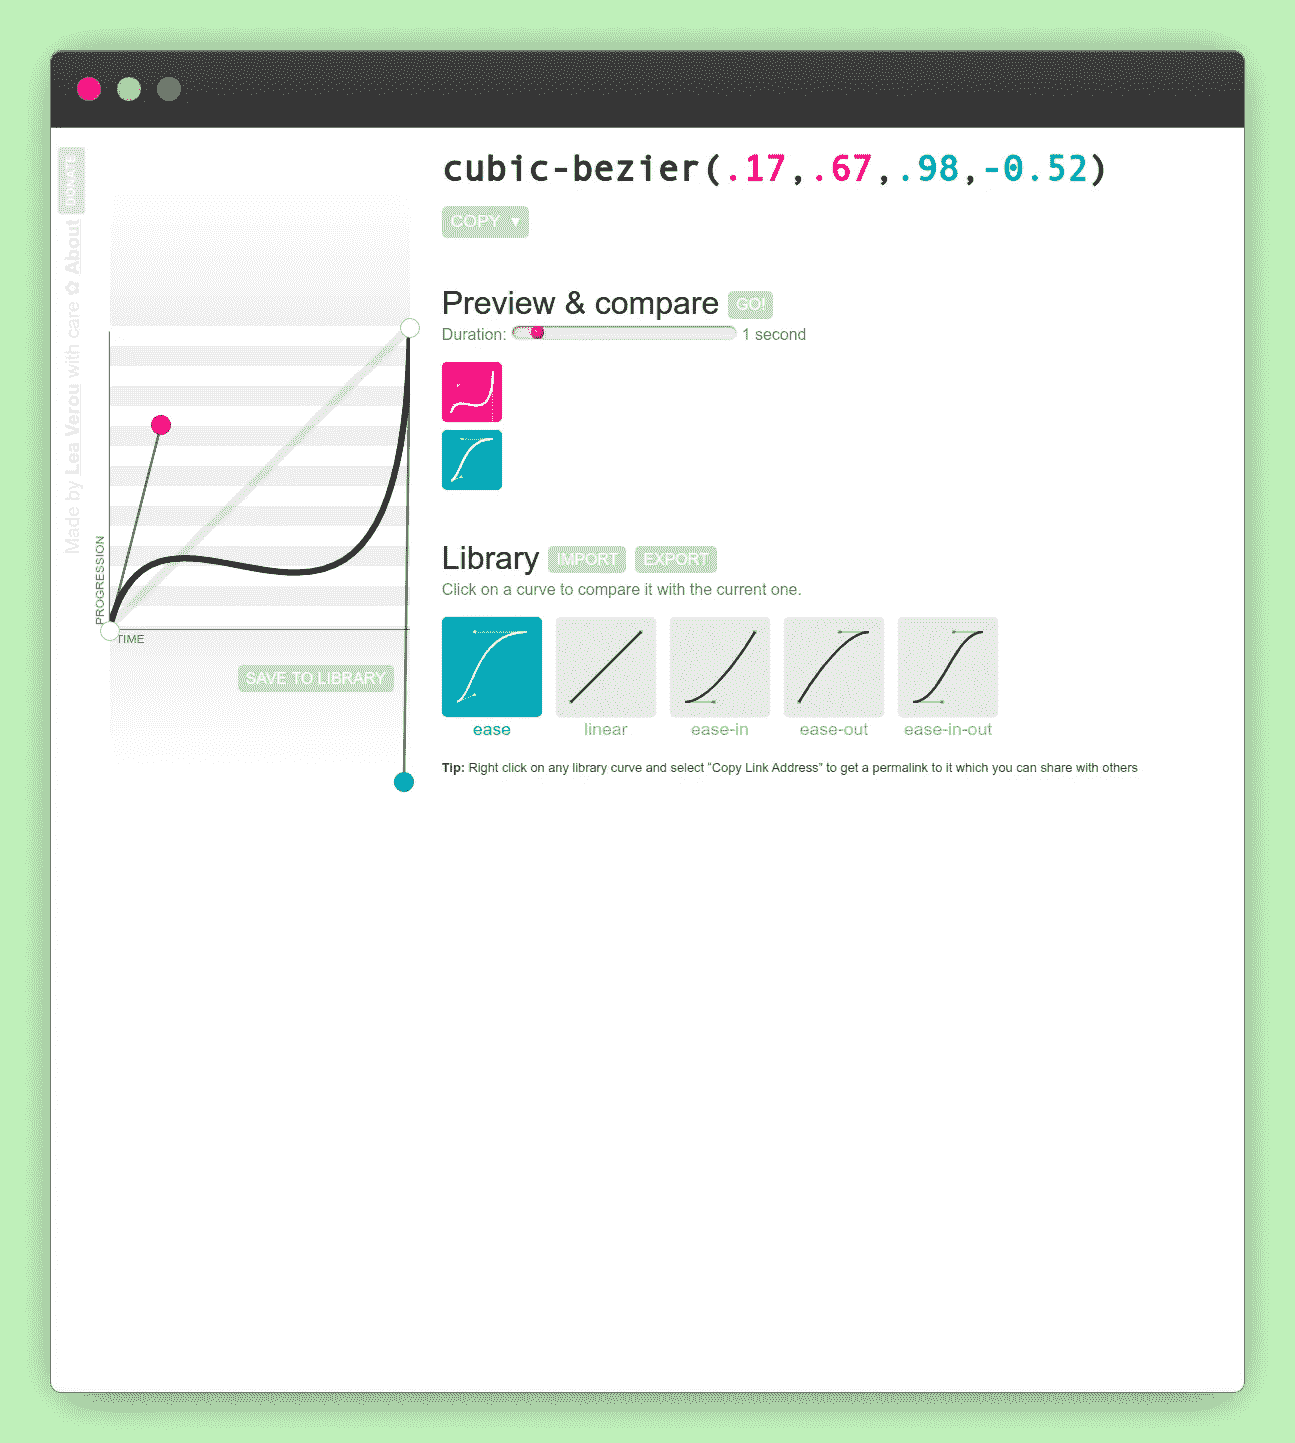 cubic-bezier(.17,.67,.98,-0.52)
COPY ▼
Preview & compare GO!
Duration: 1 second
Library IMPORT EXPORT
Click on a curve to compare it with the current one.
ease linear ease-in ease-out ease-in-out
Tip: Right click on any library curve and select “Copy Link Address” to get a permalink to it which you can share with others
PROGRESSION
TIME
SAVE TO LIBRARY
Made by Lea Verou with care ✿ About